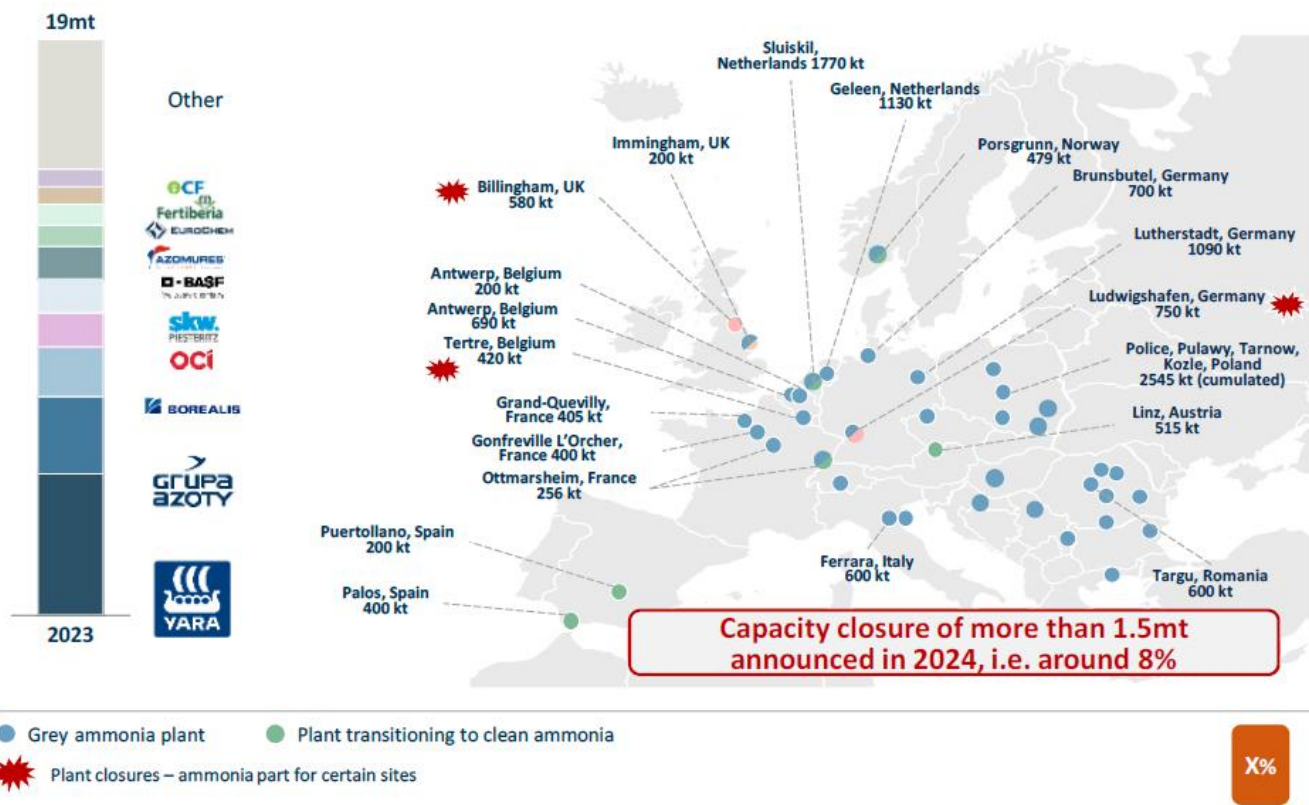 19mt
Other
CF
Fertiberia
EUROCHEM
AZOMURES
BASF
skw.
PIESTERITZ
OCI
BOREALIS
GRUPA
AZOTY
YARA
2023
Sluiskil,
Netherlands 1770 kt
Geleen, Netherlands
1130 kt
Immingham, UK
200 kt
Porsgrunn, Norway
479 kt
Billingham, UK
580 kt
Brunsbutel, Germany
700 kt
Lutherstadt, Germany
1090 kt
Antwerp, Belgium
200 kt
Ludwigshafen, Germany
750 kt
Antwerp, Belgium
690 kt
Tertre, Belgium
420 kt
Police, Pulawy, Tarnow,
Kozle, Poland
2545 kt (cumulated)
Grand-Quevilly,
France 405 kt
Linz, Austria
515 kt
Gonfreville L'Orcher,
France 400 kt
Ottmarsheim, France
256 kt
Puertollano, Spain
200 kt
Ferrara, Italy
600 kt
Targu, Romania
600 kt
Palos, Spain
400 kt
Capacity closure of more than 1.5mt
announced in 2024, i.e. around 8%
Grey ammonia plant
Plant transitioning to clean ammonia
Plant closures – ammonia part for certain sites
X%